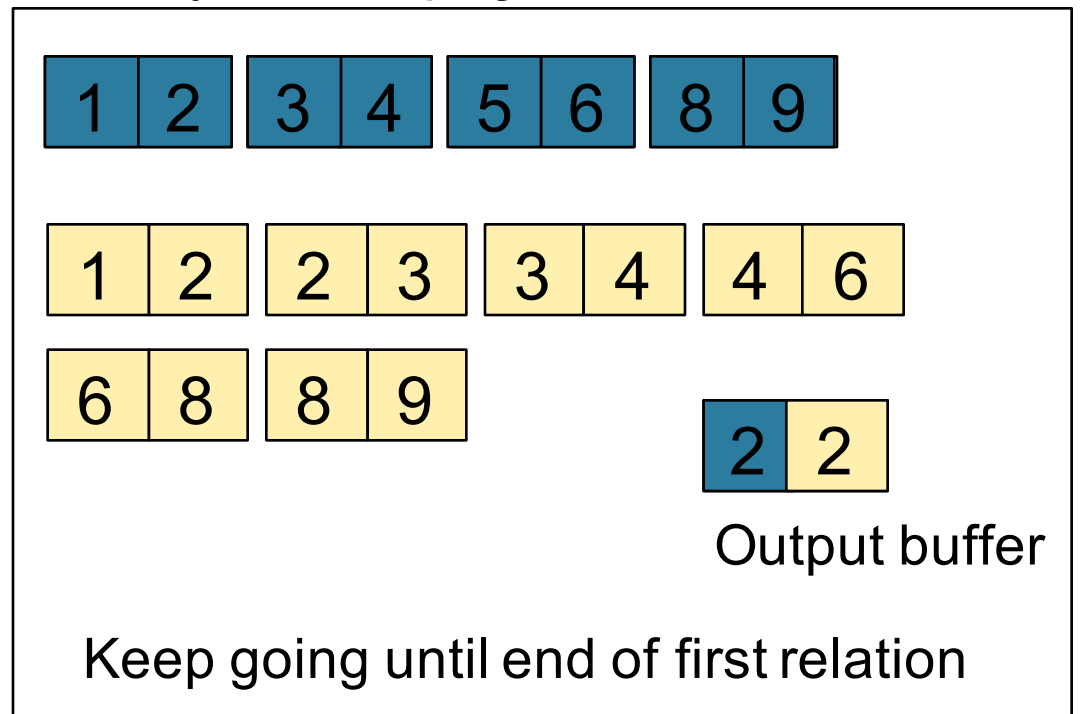 1 2 3 4 5 6 8 9
1 2 2 3 3 4 4 6
6 8 8 9
2 2
Output buffer
Keep going until end of first relation